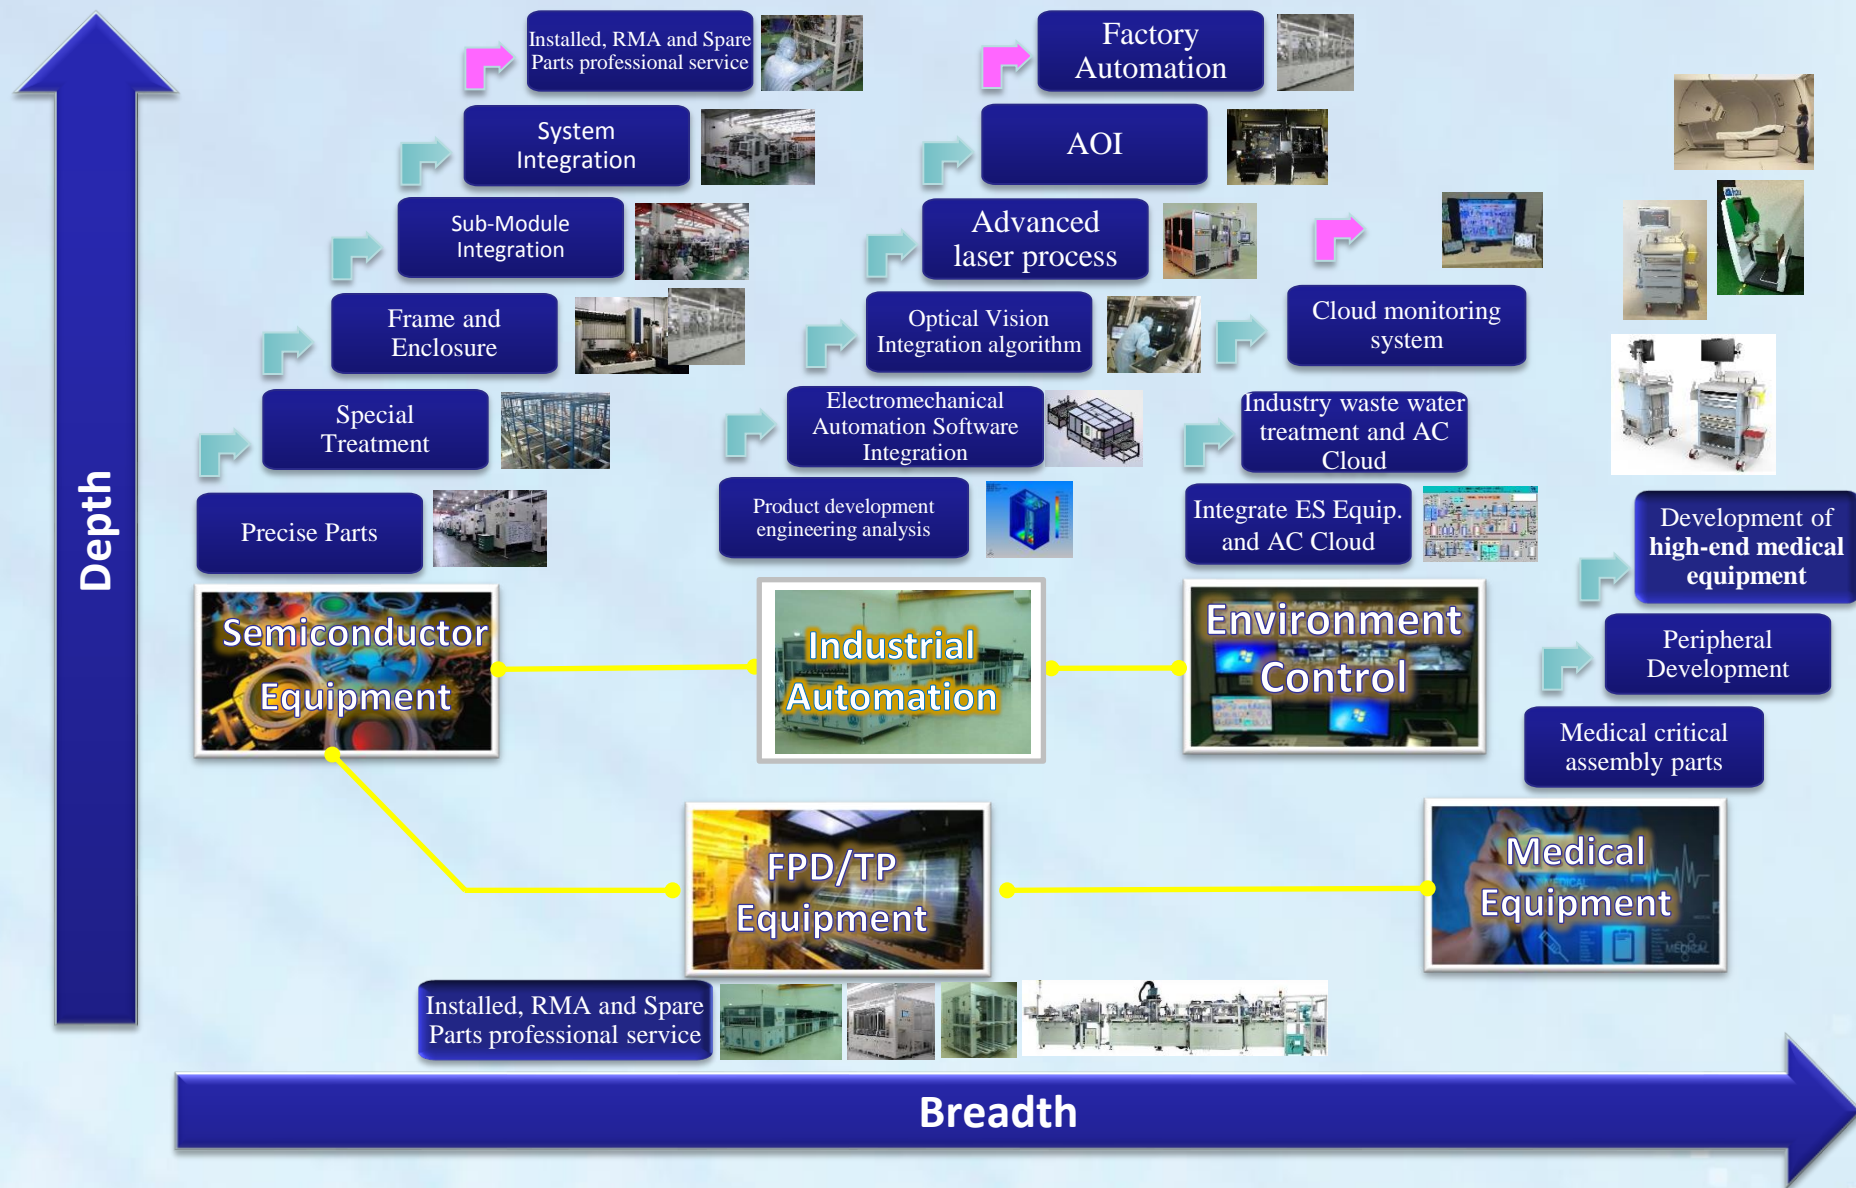 Installed, RMA and Spare
Parts professional service
System
Integration
Sub-Module
Integration
Frame and
Enclosure
Special
Treatment
Precise Parts
Factory
Automation
AOI
Advanced
laser process
Optical Vision
Integration algorithm
Electromechanical
Automation Software
Integration
Product development
engineering analysis
Cloud monitoring
system
Industry waste water
treatment and AC
Cloud
Integrate ES Equip.
and AC Cloud
Development of
high-end medical
equipment
Peripheral
Development
Medical critical
assembly parts
Semiconductor
Equipment
Industrial
Automation
Environment
Control
FPD/TP
Equipment
Medical
Equipment
MEDICAL
MEDICAL
Installed, RMA and Spare
Parts professional service
Depth
Breadth